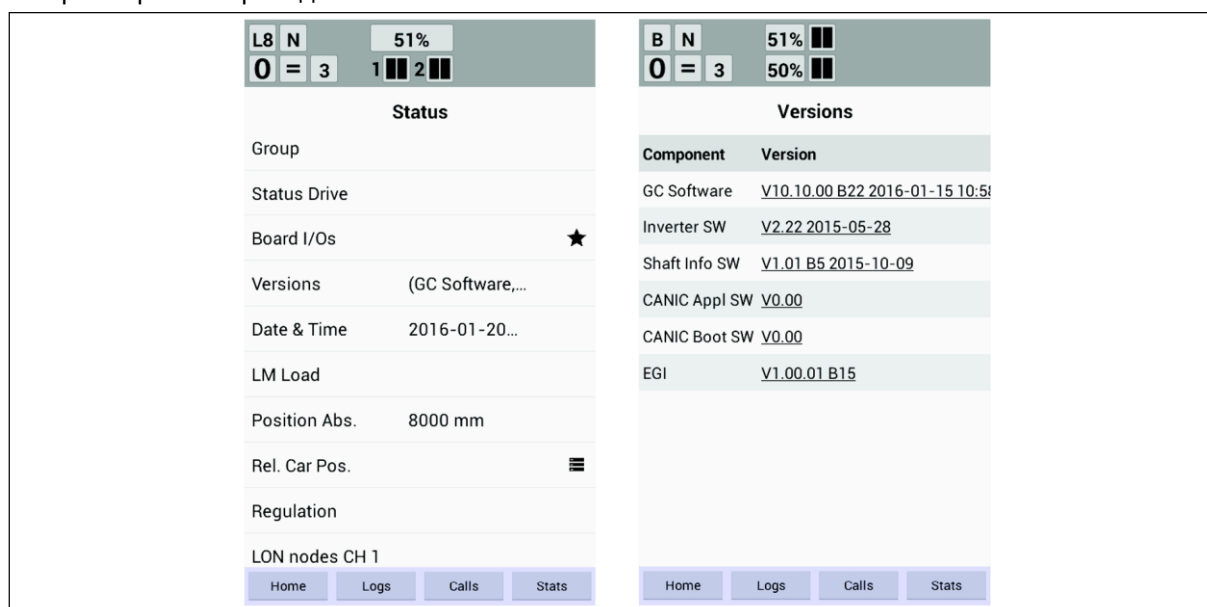 L8 N 51%
0 = 3 1 2
Status
Group
Status Drive
Board I/Os
Versions (GC Software,...
Date & Time 2016-01-20...
LM Load
Position Abs. 8000 mm
Rel. Car Pos.
Regulation
LON nodes CH 1
Home Logs Calls Stats
B N 51%
0 = 3 50%
Versions
Component Version
GC Software V10.10.00 B22 2016-01-15 10:58
Inverter SW V2.22 2015-05-28
Shaft Info SW V1.01 B5 2015-10-09
CANIC Appl SW V0.00
CANIC Boot SW V0.00
EGI V1.00.01 B15
Home Logs Calls Stats